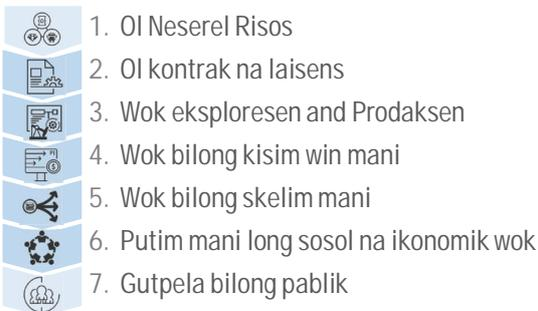 1. Ol Neserel Risos
2. Ol kontrak na laisens
3. Wok eksploresen and Prodaksen
4. Wok bilong kisim win mani
5. Wok bilong skelim mani
6. Putim mani long sosol na ikonomik wok
7. Gutpela bilong pablik